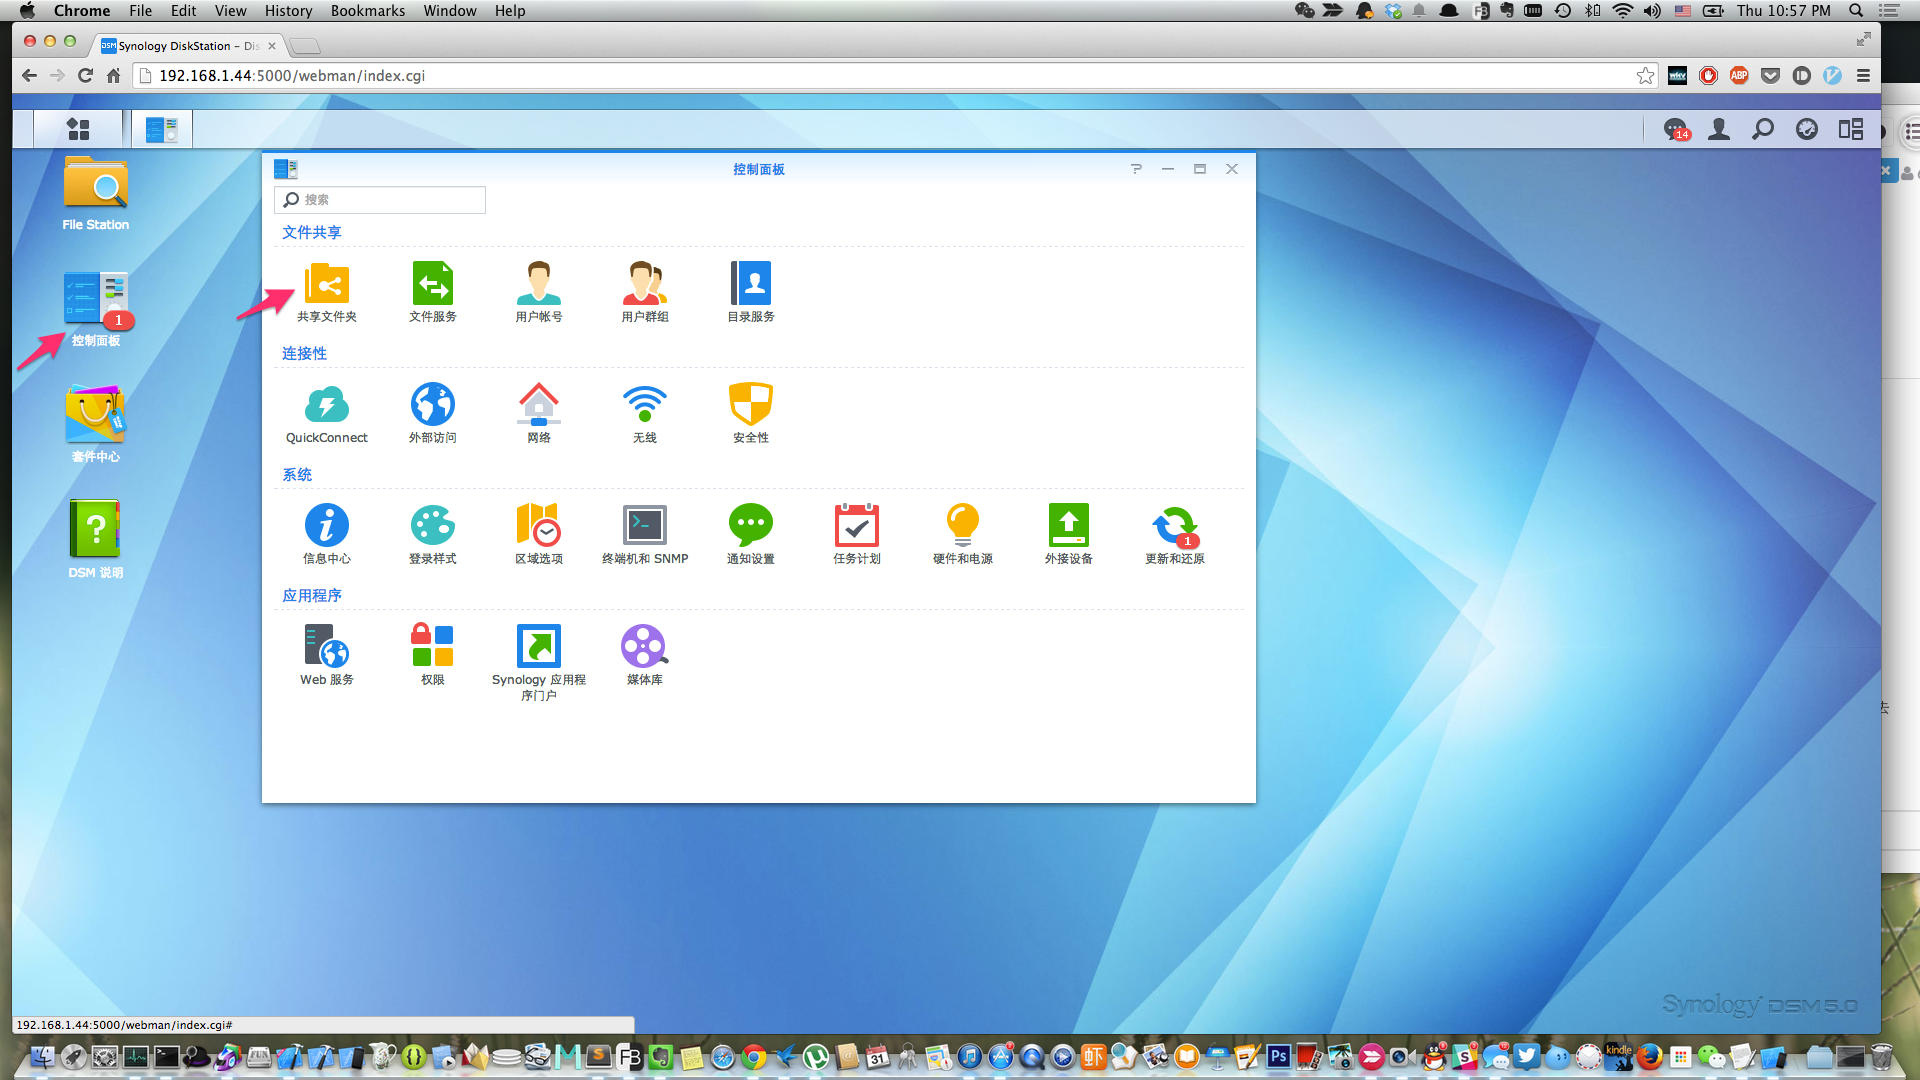 Chrome File Edit View History Bookmarks Window Help
Thu 10:57 PM
Synology DiskStation – Dis
192.168.1.44:5000/webman/index.cgi
ABP
14
File Station
1
控制面板
套件中心
DSM 说明
控制面板
搜索
文件共享
共享文件夹 文件服务 用户帐号 用户群组 目录服务
连接性
QuickConnect 外部访问 网络 无线 安全性
系统
信息中心 登录样式 区域选项 终端机和 SNMP 通知设置 任务计划 硬件和电源 外接设备 更新和还原
1
应用程序
Web 服务 权限 Synology 应用程序门户 媒体库
去
Synology DSM 5.0
192.168.1.44:5000/webman/index.cgi#
FUN
FB
31
虾
Ps
kindle